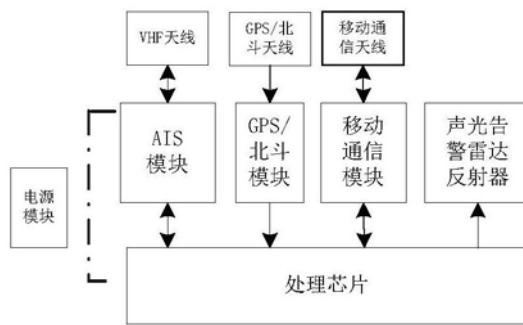 VHF天线
GPS/北
斗天线
移动通
信天线
AIS
模块
GPS/
北斗
模块
移动
通信
模块
声光告
警雷达
反射器
电源
模块
处理芯片